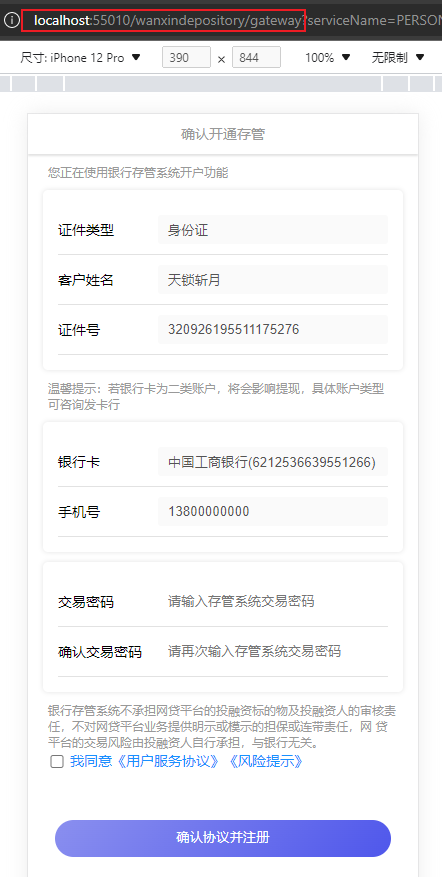 localhost:55010/wanxindepository/gateway?serviceName=PERSON
尺寸: iPhone 12 Pro ▼ 390 × 844 100% ▼ 无限制 ▼
确认开通存管
您正在使用银行存管系统开户功能
证件类型 身份证
客户姓名 天锁斩月
证件号 320926195511175276
温馨提示：若银行卡为二类账户，将会影响提现，具体账户类型
可咨询发卡行
银行卡 中国工商银行(6212536639551266)
手机号 13800000000
交易密码 请输入存管系统交易密码
确认交易密码 请再次输入存管系统交易密码
银行存管系统不承担网贷平台的投融资标的物及投融资人的审核责
任，不对网贷平台业务提供明示或模示的担保或连带责任，网 贷
平台的交易风险由投融资人自行承担，与银行无关。
我同意《用户服务协议》《风险提示》
确认协议并注册